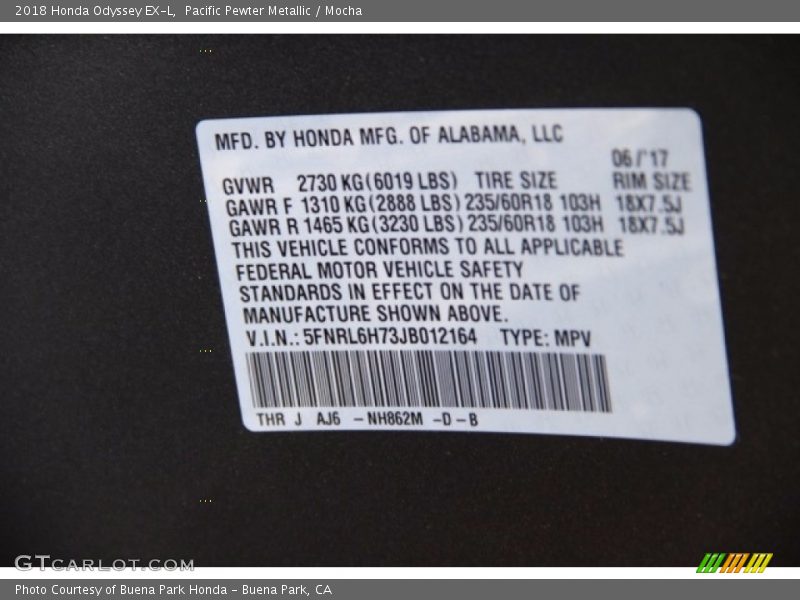 2018 Honda Odyssey EX-L, Pacific Pewter Metallic / Mocha
MFD. BY HONDA MFG. OF ALABAMA, LLC
06/'17
GVWR 2730 KG(6019 LBS) TIRE SIZE RIM SIZE
GAWR F 1310 KG(2888 LBS) 235/60R18 103H 18X7.5J
GAWR R 1465 KG(3230 LBS) 235/60R18 103H 18X7.5J
THIS VEHICLE CONFORMS TO ALL APPLICABLE
FEDERAL MOTOR VEHICLE SAFETY
STANDARDS IN EFFECT ON THE DATE OF
MANUFACTURE SHOWN ABOVE.
V.I.N.: 5FNRL6H73JB012164 TYPE: MPV
THR J AJ6 -NH862M -D-B
GTCARLOT.COM
Photo Courtesy of Buena Park Honda - Buena Park, CA